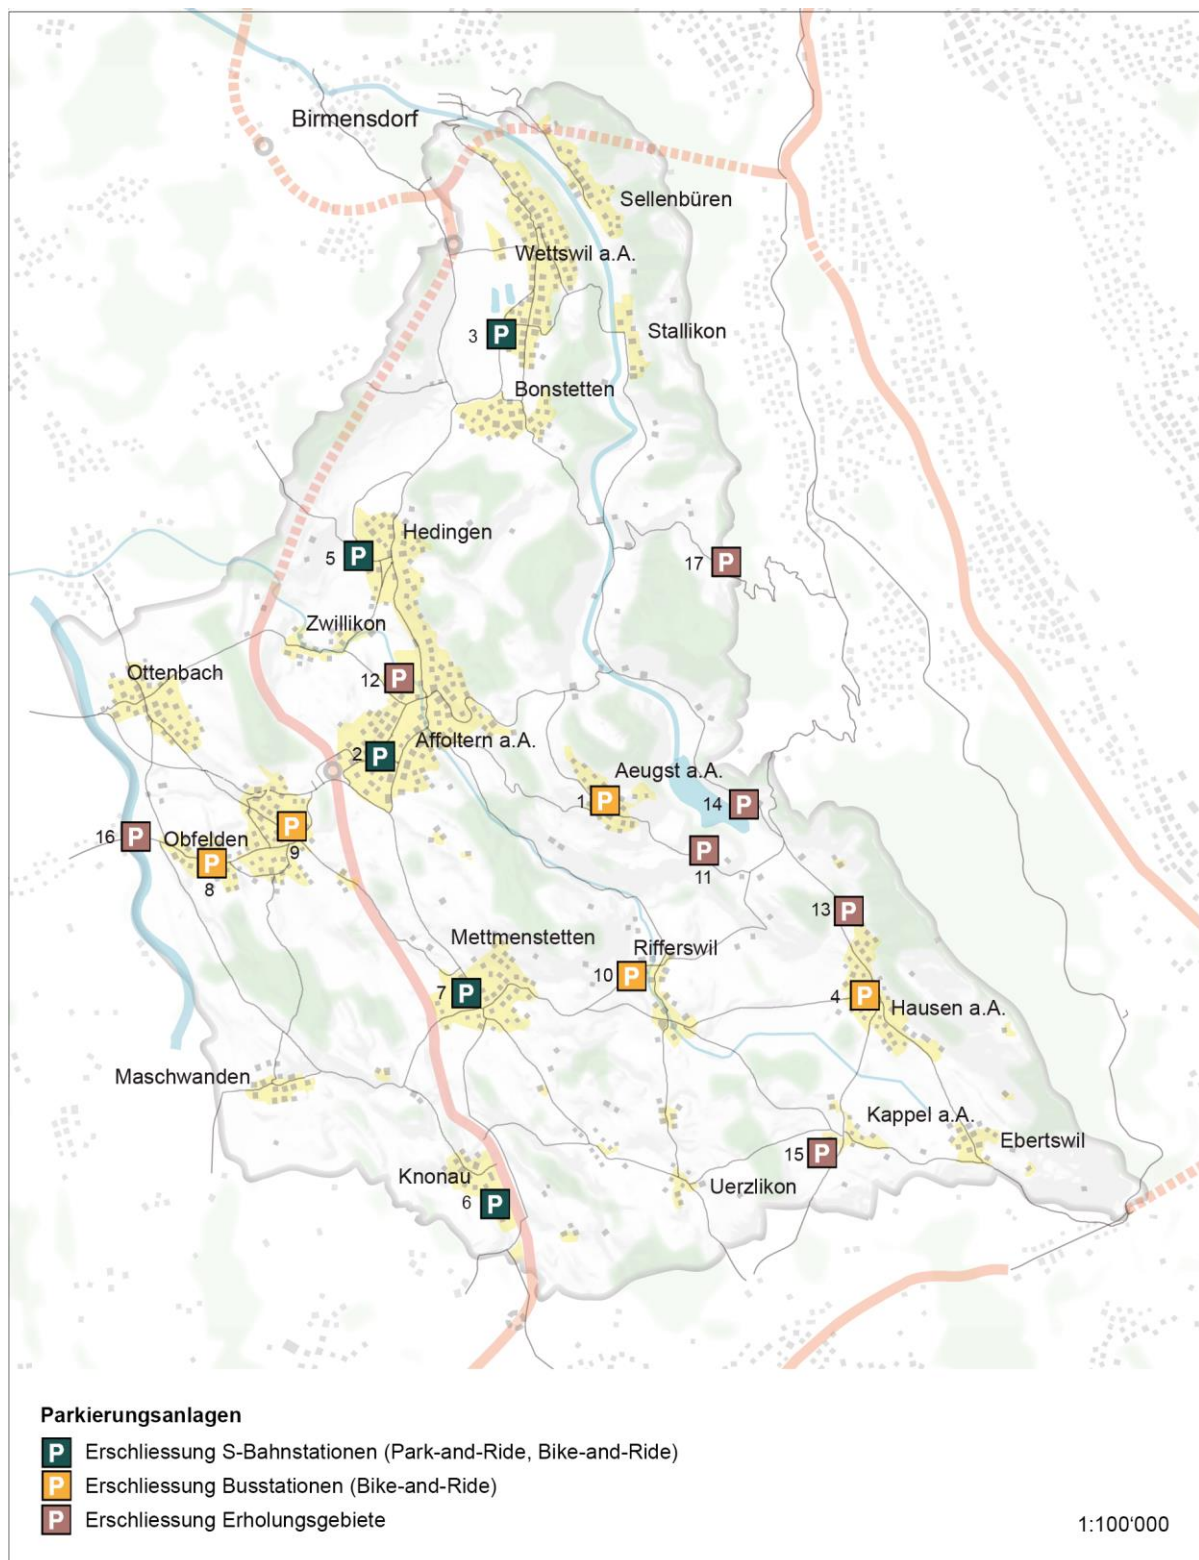 Birmensdorf
Sellenbüren
Wettswil a.A.
Stallikon
3 P
Bonstetten
Hedingen
5 P
17 P
Zwillikon
Ottenbach
12 P
Affoltern a.A.
2 P
Aeugst a.A.
1 P
14 P
16 P
Obfelden
P
9
P
8
P
11
13 P
Mettmenstetten
Rifferswil
10 P
7 P
4 P
Hausen a.A.
Maschwanden
Kappel a.A.
Ebertswil
15 P
Knonau
Uerzlikon
6 P
Parkierungsanlagen
P Erschliessung S-Bahnstationen (Park-and-Ride, Bike-and-Ride)
P Erschliessung Busstationen (Bike-and-Ride)
P Erschliessung Erholungsgebiete
1:100'000